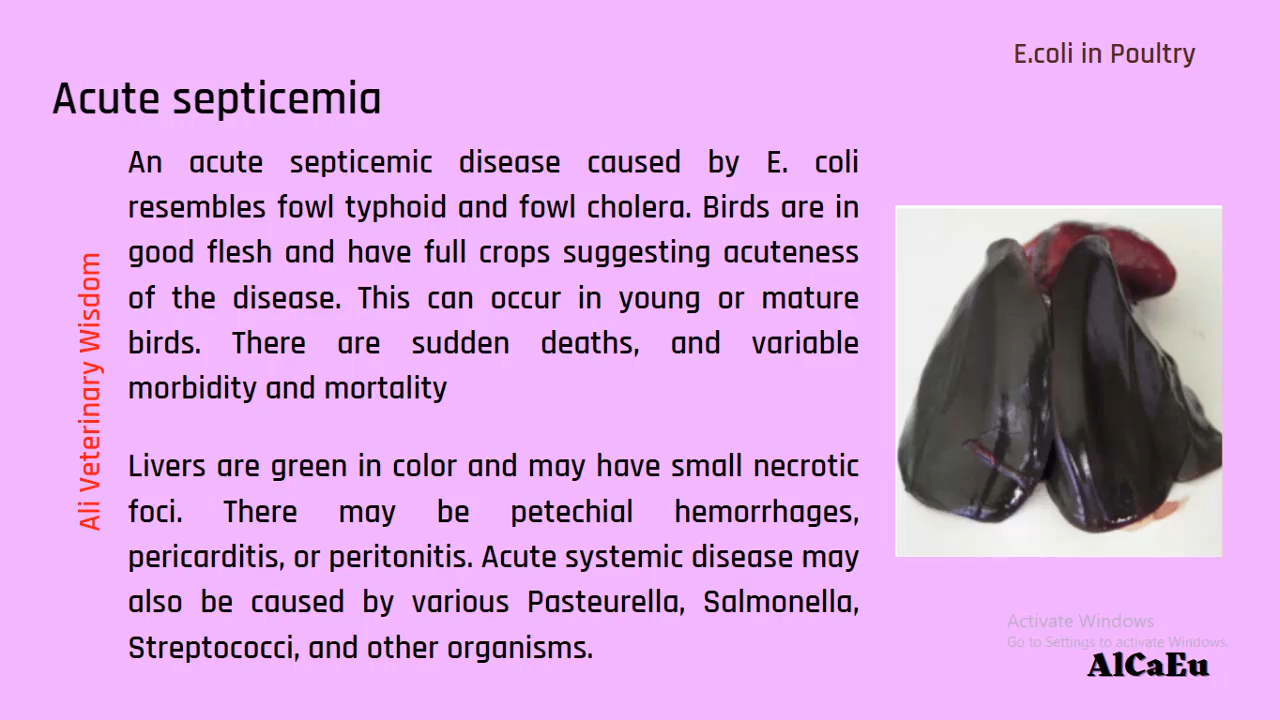 E.coli in Poultry
Acute septicemia
An acute septicemic disease caused by E. coli
resembles fowl typhoid and fowl cholera. Birds are in
good flesh and have full crops suggesting acuteness
of the disease. This can occur in young or mature
birds. There are sudden deaths, and variable
morbidity and mortality
Livers are green in color and may have small necrotic
foci. There may be petechial hemorrhages,
pericarditis, or peritonitis. Acute systemic disease may
also be caused by various Pasteurella, Salmonella,
Streptococci, and other organisms.
Ali Veterinary Wisdom
Activate Windows
Go to Settings to activate Windows.
AlCaEu